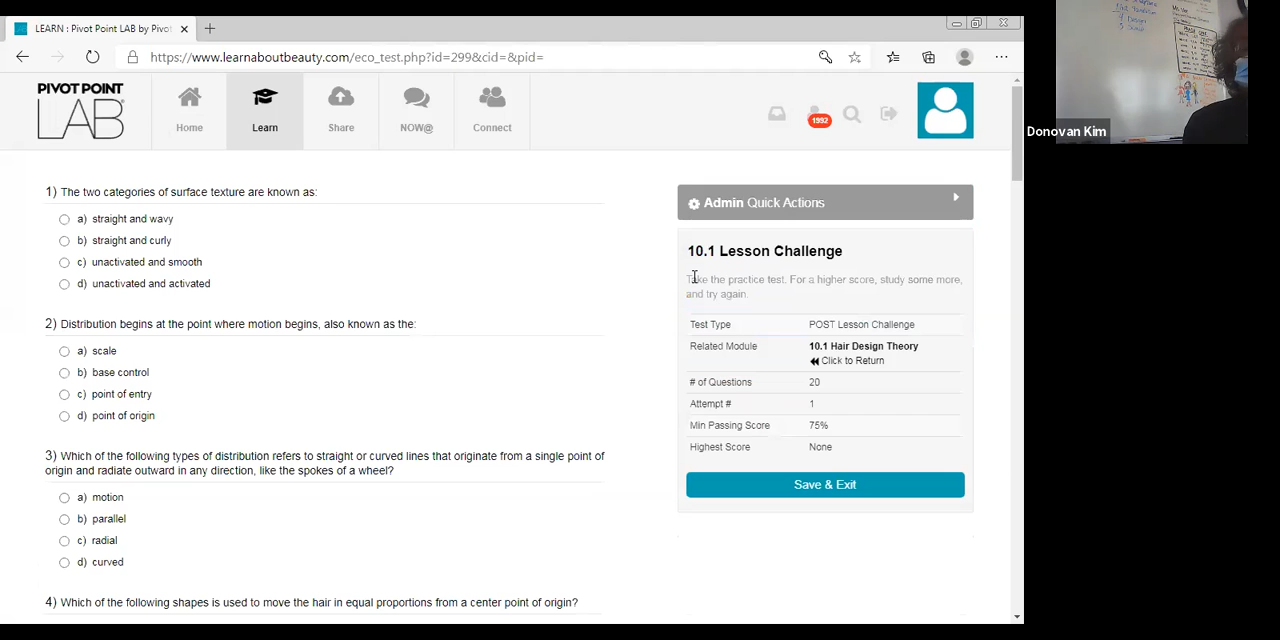 LEARN : Pivot Point LAB by Pivot
https://www.learnaboutbeauty.com/eco_test.php?id=299&cid=&pid=
PIVOT POINT
LAB
Home
Learn
Share
NOW@
Connect
1992
Donovan Kim
1) The two categories of surface texture are known as:
a) straight and wavy
b) straight and curly
c) unactivated and smooth
d) unactivated and activated
2) Distribution begins at the point where motion begins, also known as the:
a) scale
b) base control
c) point of entry
d) point of origin
3) Which of the following types of distribution refers to straight or curved lines that originate from a single point of
origin and radiate outward in any direction, like the spokes of a wheel?
a) motion
b) parallel
c) radial
d) curved
4) Which of the following shapes is used to move the hair in equal proportions from a center point of origin?
Admin Quick Actions
10.1 Lesson Challenge
Take the practice test. For a higher score, study some more,
and try again.
Test Type POST Lesson Challenge
Related Module 10.1 Hair Design Theory
Click to Return
# of Questions 20
Attempt # 1
Min Passing Score 75%
Highest Score None
Save & Exit